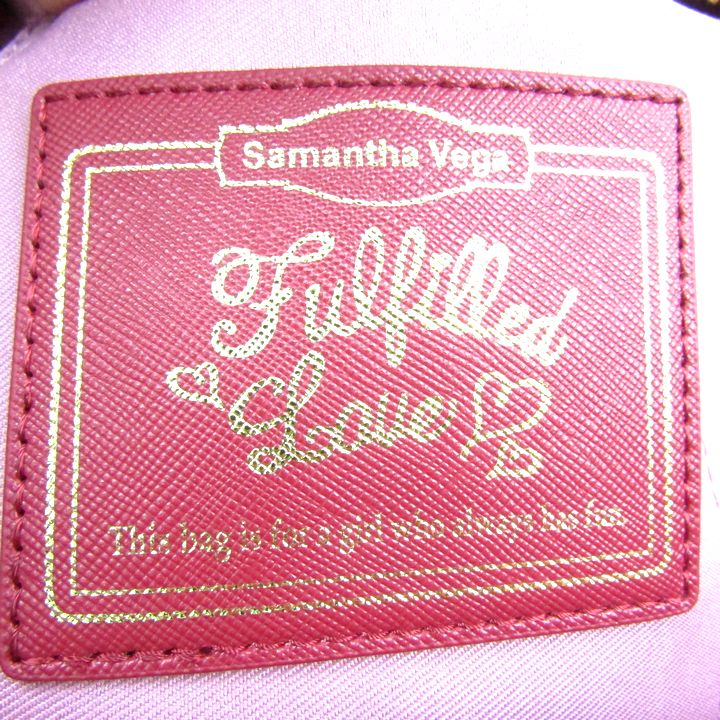 Samantha Vega
Fulfilled
Love
This bag is for a girl who always has fun.